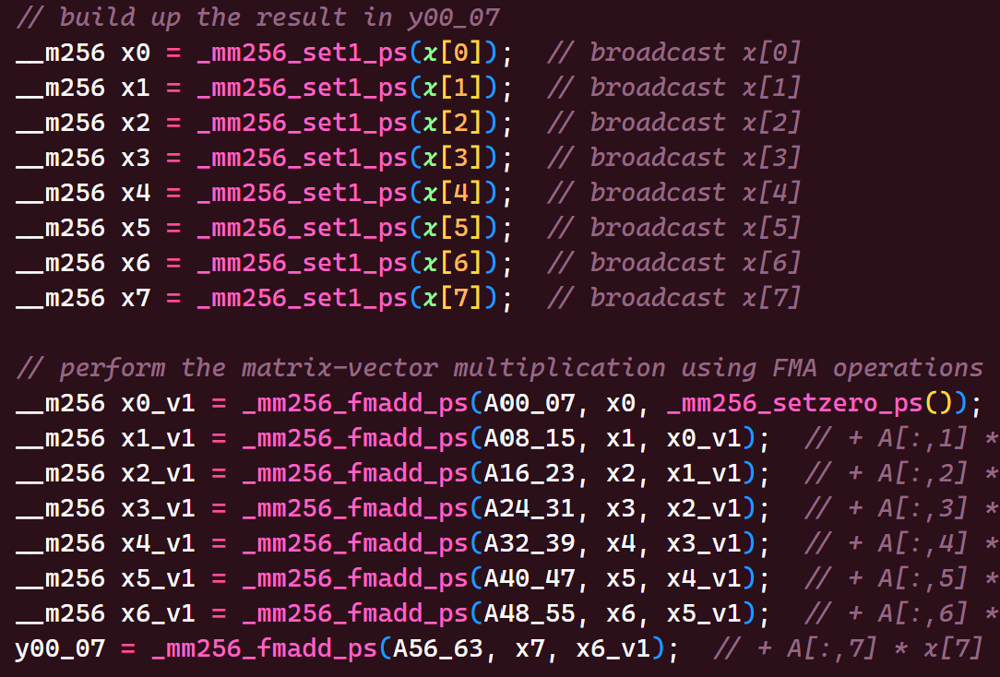 // build up the result in y00_07
__m256 x0 = _mm256_set1_ps(x[0]);  // broadcast x[0]
__m256 x1 = _mm256_set1_ps(x[1]);  // broadcast x[1]
__m256 x2 = _mm256_set1_ps(x[2]);  // broadcast x[2]
__m256 x3 = _mm256_set1_ps(x[3]);  // broadcast x[3]
__m256 x4 = _mm256_set1_ps(x[4]);  // broadcast x[4]
__m256 x5 = _mm256_set1_ps(x[5]);  // broadcast x[5]
__m256 x6 = _mm256_set1_ps(x[6]);  // broadcast x[6]
__m256 x7 = _mm256_set1_ps(x[7]);  // broadcast x[7]
// perform the matrix-vector multiplication using FMA operations
__m256 x0_v1 = _mm256_fmadd_ps(A00_07, x0, _mm256_setzero_ps());
__m256 x1_v1 = _mm256_fmadd_ps(A08_15, x1, x0_v1);  // + A[:,1] *
__m256 x2_v1 = _mm256_fmadd_ps(A16_23, x2, x1_v1);  // + A[:,2] *
__m256 x3_v1 = _mm256_fmadd_ps(A24_31, x3, x2_v1);  // + A[:,3] *
__m256 x4_v1 = _mm256_fmadd_ps(A32_39, x4, x3_v1);  // + A[:,4] *
__m256 x5_v1 = _mm256_fmadd_ps(A40_47, x5, x4_v1);  // + A[:,5] *
__m256 x6_v1 = _mm256_fmadd_ps(A48_55, x6, x5_v1);  // + A[:,6] *
y00_07 = _mm256_fmadd_ps(A56_63, x7, x6_v1);  // + A[:,7] * x[7]